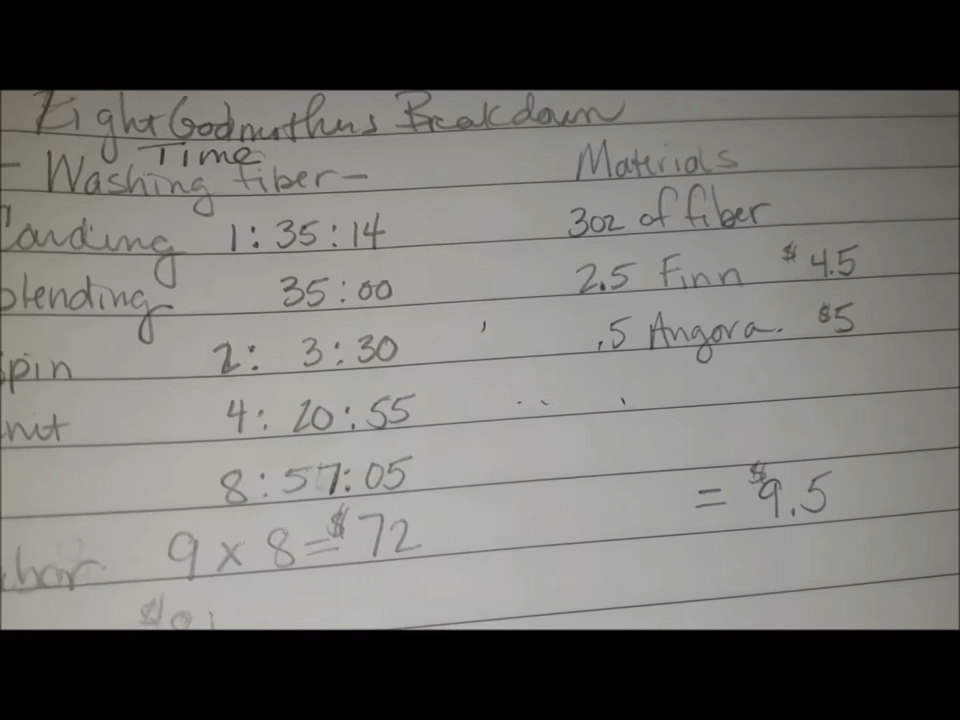 Eight Godmothers Breakdown
Time Materials
- Washing fiber -
Carding 1:35:14 3oz of fiber
blending 35:00 2.5 Finn $4.5
Spin 2: 3:30 .5 Angora. $5
knit 4:20:55
8:57:05 = $9.5
9 x 8 = $72